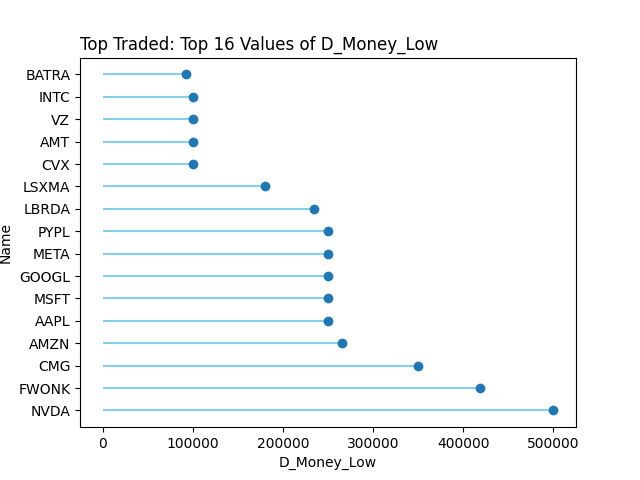 Top Traded: Top 16 Values of D_Money_Low
BATRA
INTC
VZ
AMT
CVX
LSXMA
LBRDA
PYPL
META
GOOGL
MSFT
AAPL
AMZN
CMG
FWONK
NVDA
Name
0 100000 200000 300000 400000 500000
D_Money_Low